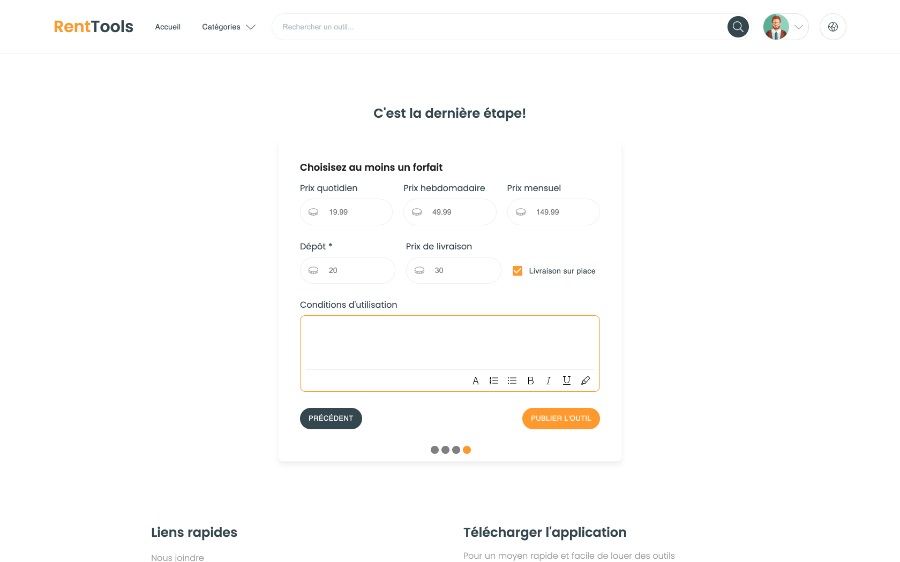 RentTools
Accueil
Catégories
Rechercher un outil...
C'est la dernière étape!
Choisisez au moins un forfait
Prix quotidien
Prix hebdomadaire
Prix mensuel
19.99
49.99
149.99
Dépôt *
Prix de livraison
20
30
Livraison sur place
Conditions d'utilisation
A
B
I
U
PRÉCÉDENT
PUBLIER L'OUTIL
Liens rapides
Télécharger l'application
Nous joindre
Pour un moyen rapide et facile de louer des outils